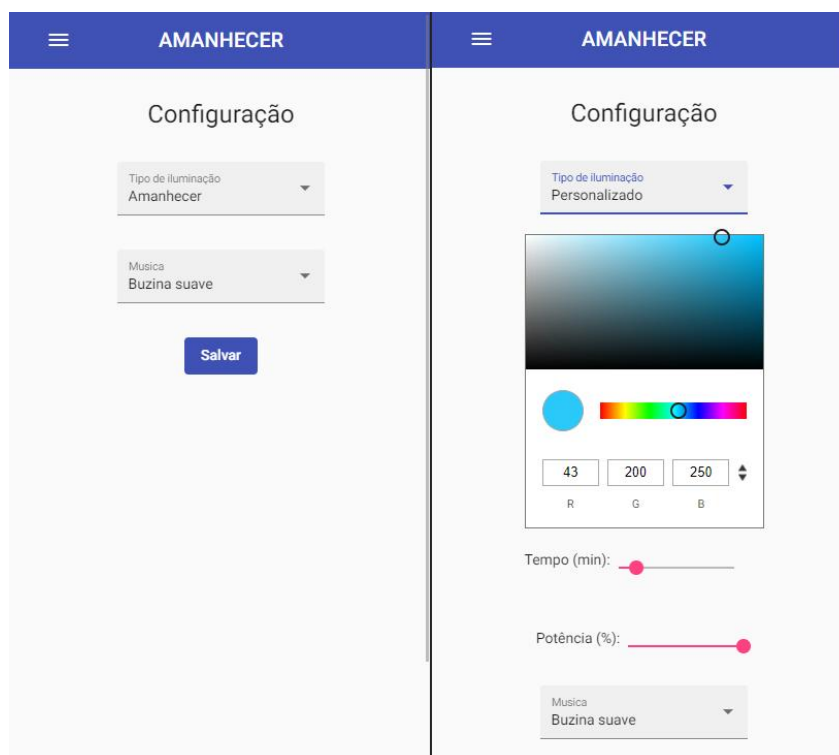 AMANHECER
Configuração
Tipo de iluminação
Amanhecer
Musica
Buzina suave
Salvar
AMANHECER
Configuração
Tipo de iluminação
Personalizado
43 200 250
R G B
Tempo (min):
Potência (%):
Musica
Buzina suave